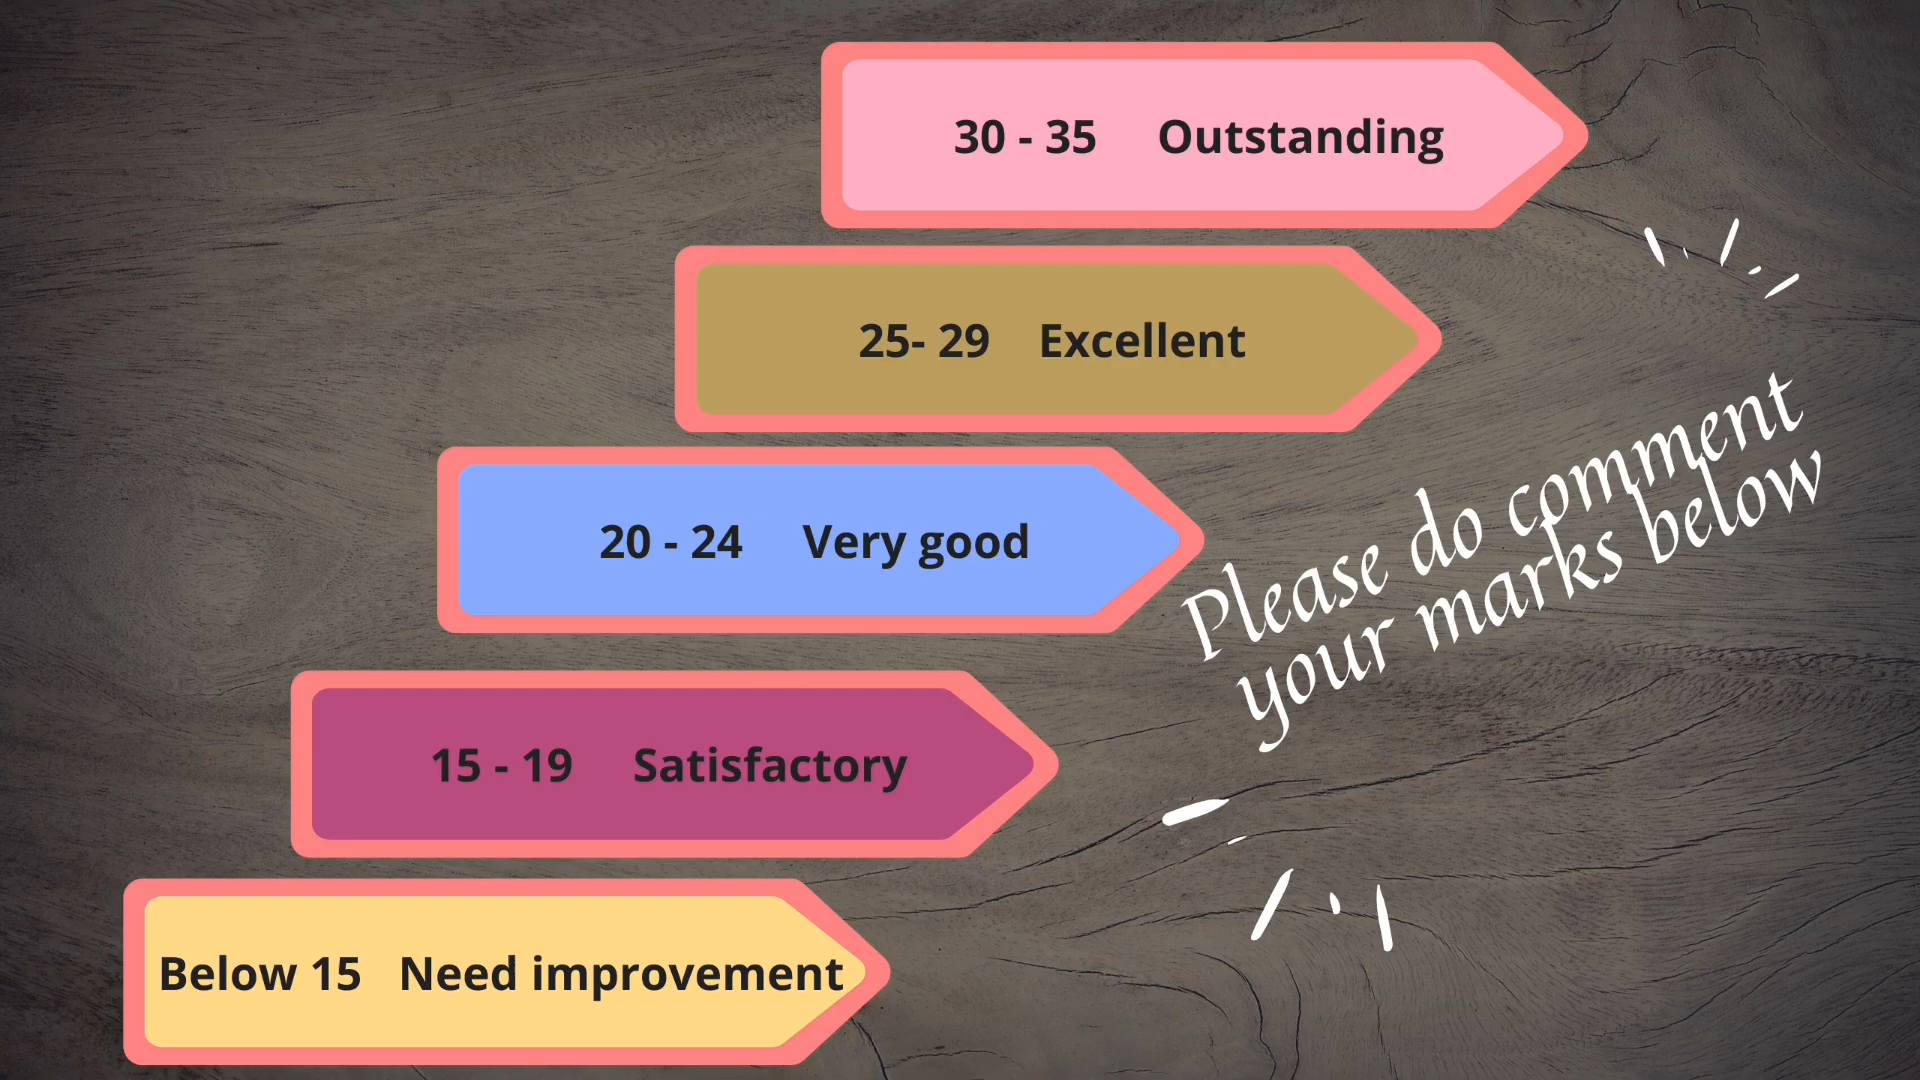 30 - 35 Outstanding
25- 29 Excellent
20 - 24 Very good
15 - 19 Satisfactory
Below 15 Need improvement
Please do comment
your marks below